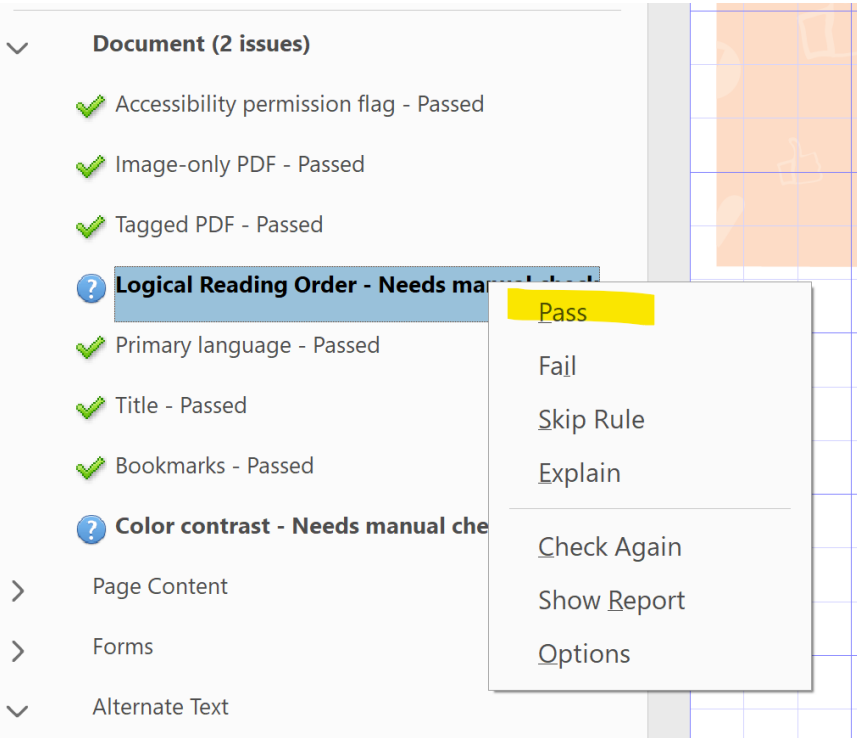 Document (2 issues)
Accessibility permission flag - Passed
Image-only PDF - Passed
Tagged PDF - Passed
Logical Reading Order - Needs manual check
Pass
Primary language - Passed
Fail
Title - Passed
Skip Rule
Bookmarks - Passed
Explain
Color contrast - Needs manual che
Check Again
Page Content
Show Report
Forms
Options
Alternate Text